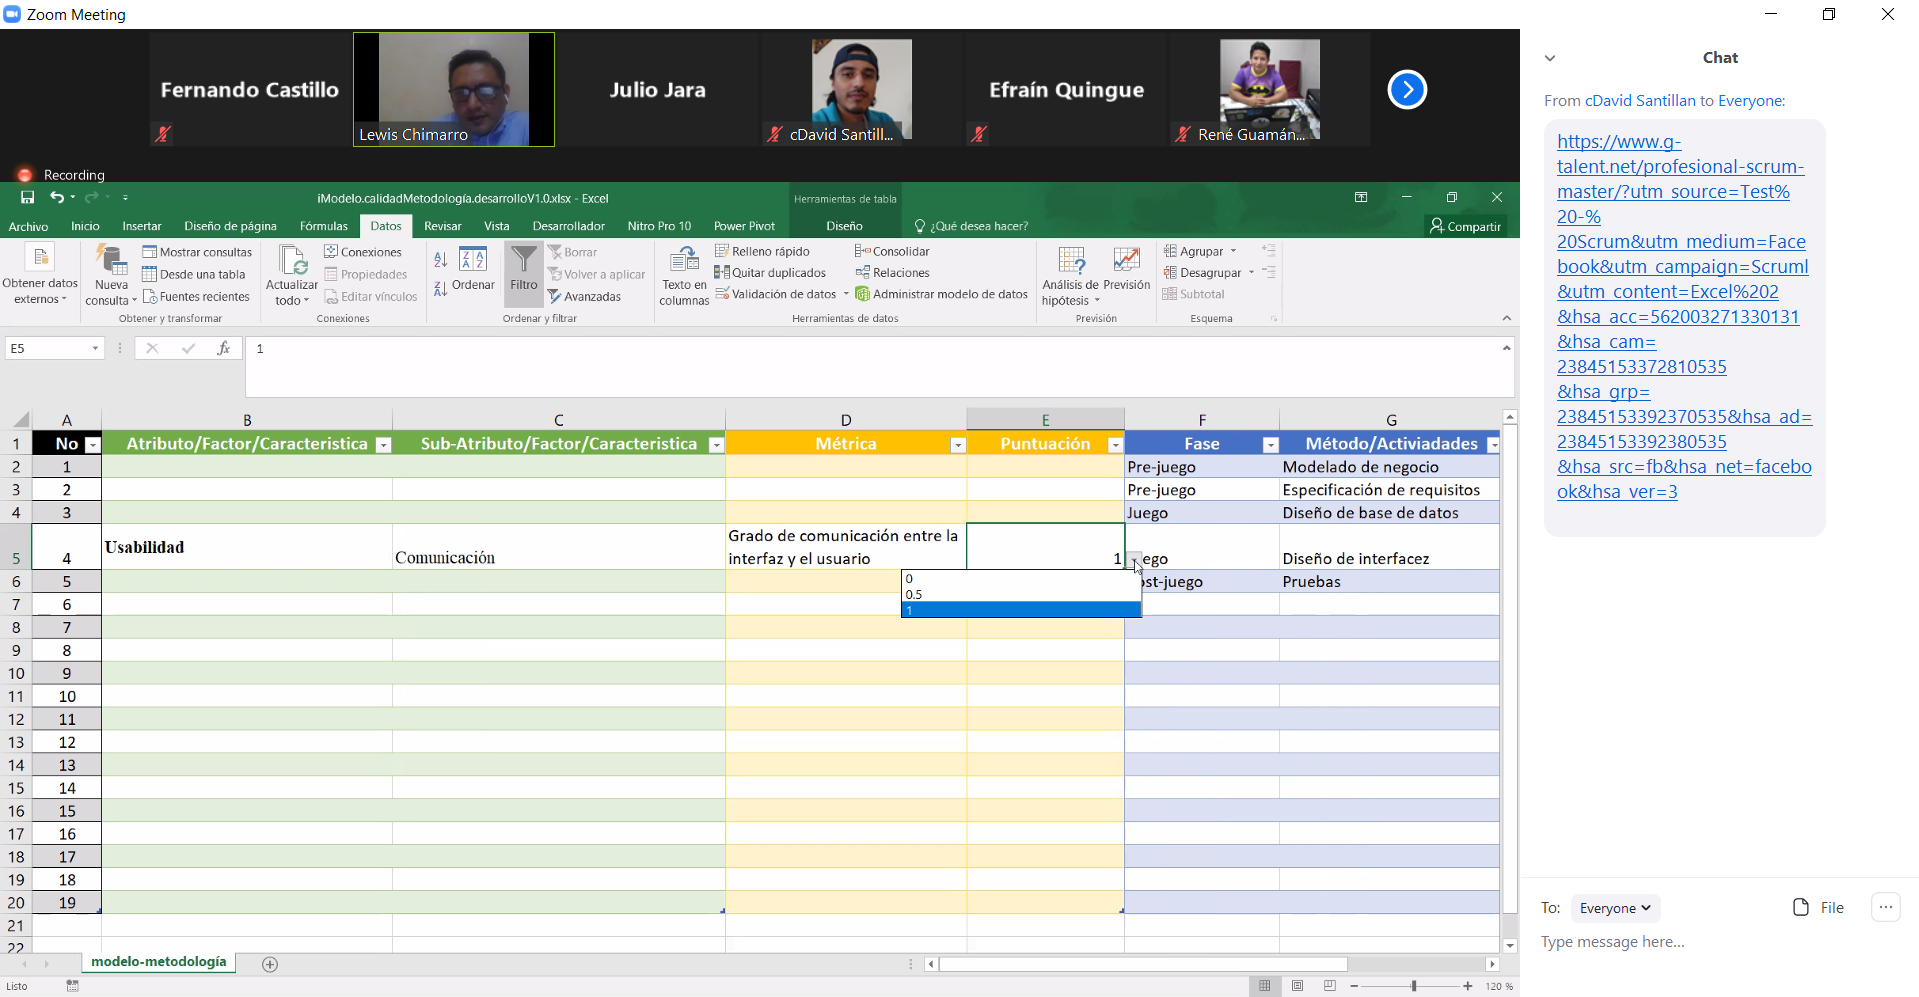 Zoom Meeting
Fernando Castillo
Lewis Chimarro
Julio Jara
cDavid Santill...
Efraín Quingue
René Guamán...
Recording
iModelo.calidadMetodología.desarrolloV1.0.xlsx - Excel
Herramientas de tabla
Archivo Inicio Insertar Diseño de página Fórmulas Datos Revisar Vista Desarrollador Nitro Pro 10 Power Pivot Diseño ¿Qué desea hacer? Compartir
Obtener datos externos
Nueva consulta
Mostrar consultas
Desde una tabla
Fuentes recientes
Obtener y transformar
Actualizar todo
Conexiones
Propiedades
Editar vínculos
Conexiones
Ordenar
Filtro
Borrar
Volver a aplicar
Avanzadas
Ordenar y filtrar
Texto en columnas
Relleno rápido
Quitar duplicados
Validación de datos
Consolidar
Relaciones
Administrar modelo de datos
Herramientas de datos
Análisis de hipótesis
Previsión
Previsión
Agrupar
Desagrupar
Subtotal
Esquema
E5 fx 1
A B C D E F G
1 No Atributo/Factor/Caracteristica Sub-Atributo/Factor/Caracteristica Métrica Puntuación Fase Método/Activiadades
2 1 Pre-juego Modelado de negocio
3 2 Pre-juego Especificación de requisitos
4 3 Juego Diseño de base de datos
5 4 Usabilidad Comunicación Grado de comunicación entre la interfaz y el usuario 1 ego Diseño de interfacez
6 5 ost-juego Pruebas
0
0.5
1
7 6
8 7
9 8
10 9
11 10
12 11
13 12
14 13
15 14
16 15
17 16
18 17
19 18
20 19
21
22
modelo-metodología
Listo
120 %
Chat
From cDavid Santillan to Everyone:
https://www.g-
talent.net/profesional-scrum-
master/?utm_source=Test%
20-%
20Scrum&utm_medium=Face
book&utm_campaign=ScrumI
&utm_content=Excel%202
&hsa_acc=562003271330131
&hsa_cam=
23845153372810535
&hsa_grp=
23845153392370535&hsa_ad=
23845153392380535
&hsa_src=fb&hsa_net=facebo
ok&hsa_ver=3
To: Everyone File
Type message here...